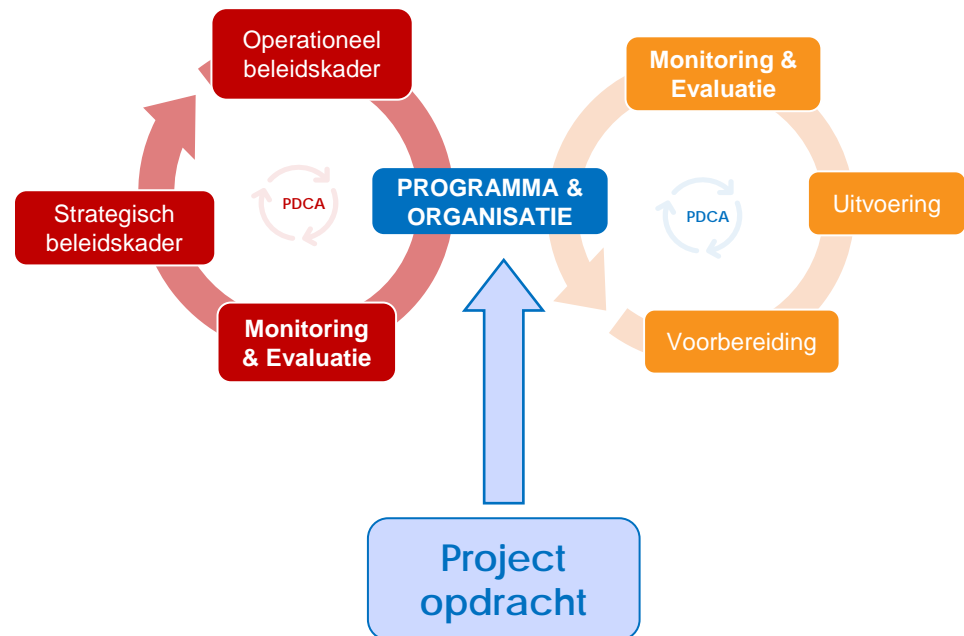 Operationeel
beleidskader
Monitoring &
Evaluatie
PDCA
PROGRAMMA &
ORGANISATIE
PDCA
Strategisch
beleidskader
Uitvoering
Monitoring
& Evaluatie
Voorbereiding
Project
opdracht